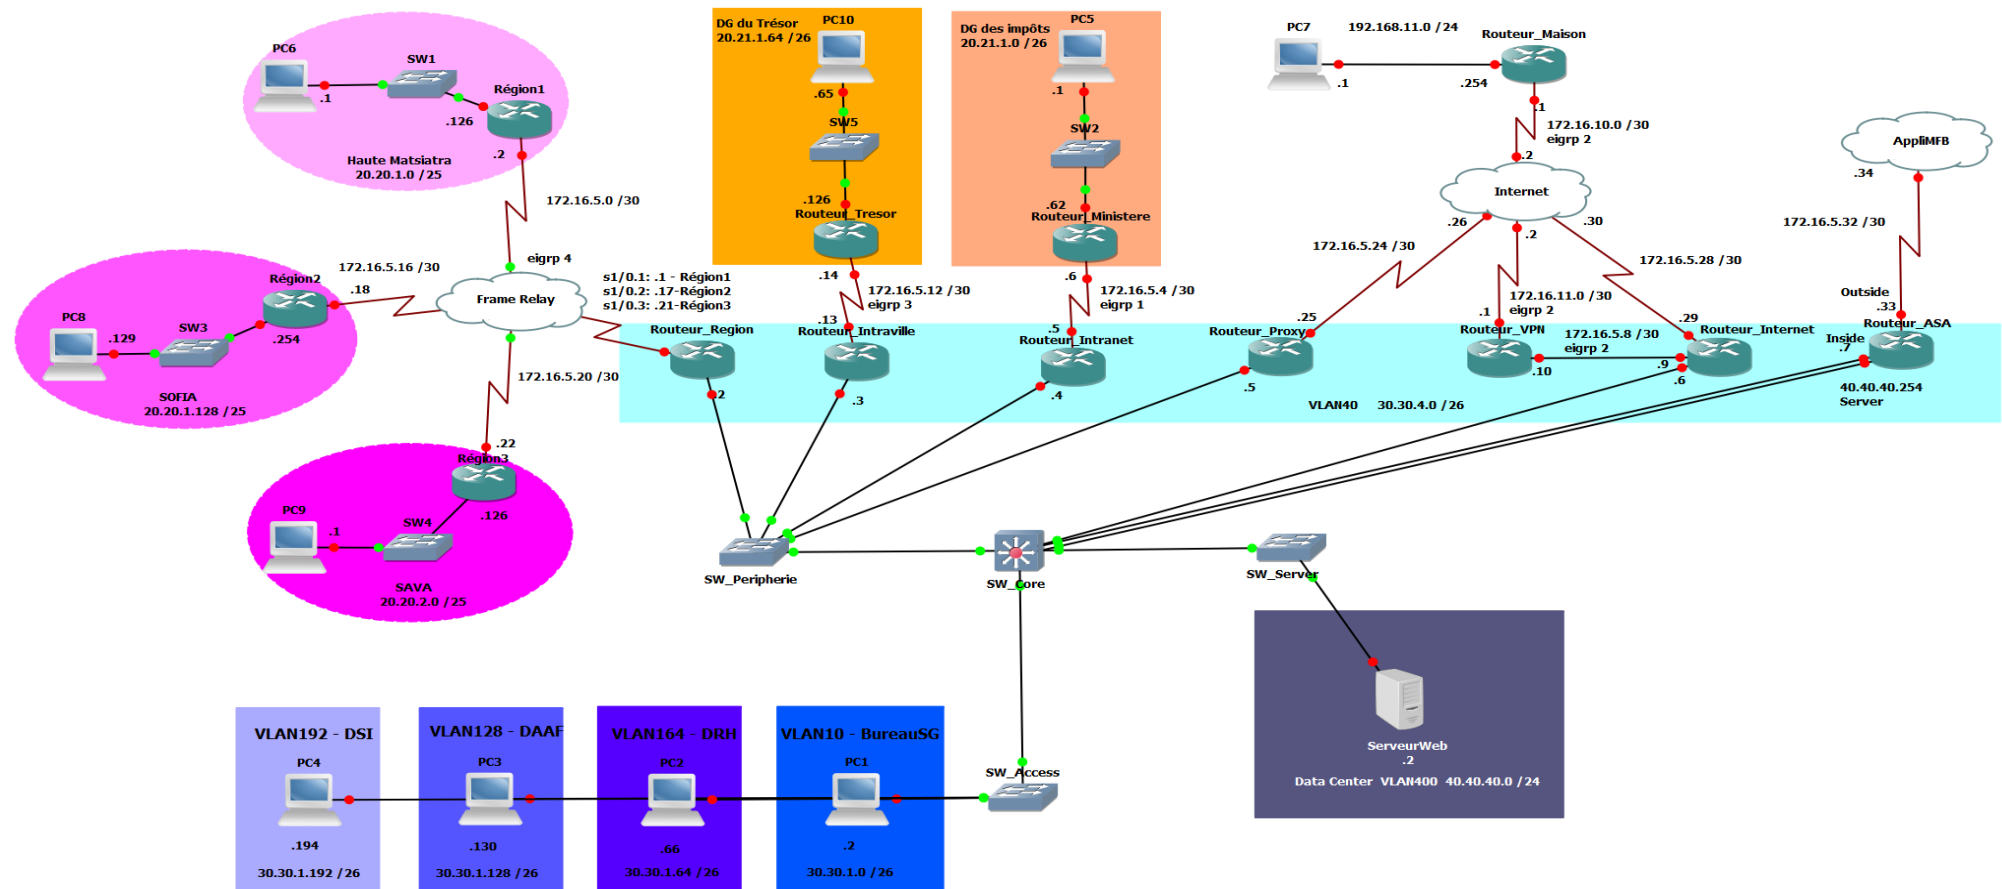 PC6
SW1
Région1
.1
.126
.2
Haute Matsiatra
20.20.1.0 /25
172.16.5.0 /30
DG du Trésor
20.21.1.64 /26
PC10
.65
SW5
.126
Routeur_Tresor
.14
172.16.5.12 /30
eigrp 3
.13
Routeur_Intraville
.3
DG des impôts
20.21.1.0 /26
PC5
.1
SW2
.62
Routeur_Ministere
.6
172.16.5.4 /30
eigrp 1
.5
Routeur_Intranet
.4
PC7
192.168.11.0 /24
Routeur_Maison
.1
.254
.1
172.16.10.0 /30
eigrp 2
.2
Internet
.26
.2
.30
172.16.5.24 /30
172.16.5.28 /30
172.16.11.0 /30
eigrp 2
.1
AppliMFB
.34
172.16.5.32 /30
Outside
.33
Routeur_ASA
Inside
.7
40.40.40.254
Server
Région2
172.16.5.16 /30
.18
PC8
SW3
.129
.254
SOFIA
20.20.1.128 /25
eigrp 4
Frame Relay
s1/0.1: .1 - Région1
s1/0.2: .17-Région2
s1/0.3: .21-Région3
Routeur_Region
.2
172.16.5.20 /30
.22
Région3
PC9
.1
SW4
.126
SAVA
20.20.2.0 /25
.25
Routeur_Proxy
.5
Routeur_VPN
.10
172.16.5.8 /30
eigrp 2
.29
Routeur_Internet
.9
.6
VLAN40 30.30.4.0 /26
SW_Peripherie
SW_Core
SW_Server
ServeurWeb
.2
Data Center VLAN400 40.40.40.0 /24
SW_Access
VLAN192 - DSI
PC4
.194
30.30.1.192 /26
VLAN128 - DAAF
PC3
.130
30.30.1.128 /26
VLAN164 - DRH
PC2
.66
30.30.1.64 /26
VLAN10 - BureauSG
PC1
.2
30.30.1.0 /26